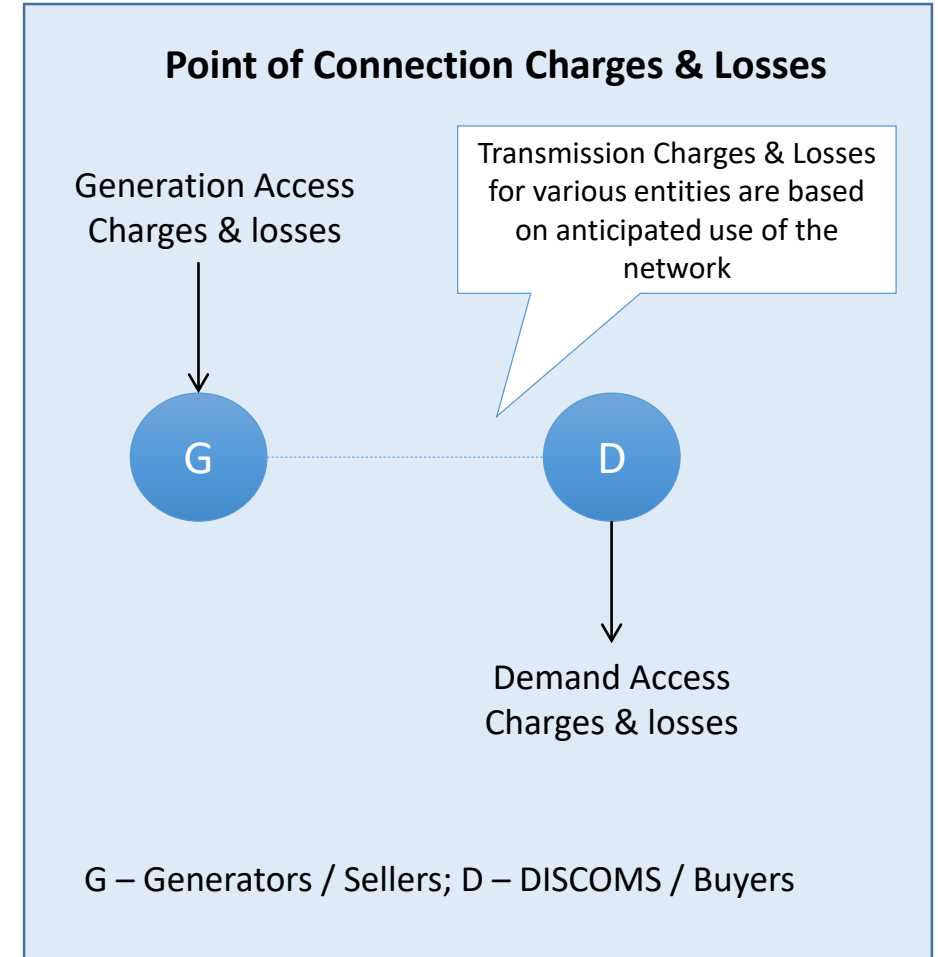 Point of Connection Charges & Losses
Transmission Charges & Losses
for various entities are based
on anticipated use of the
network
Generation Access
Charges & losses
G
D
Demand Access
Charges & losses
G – Generators / Sellers; D – DISCOMS / Buyers